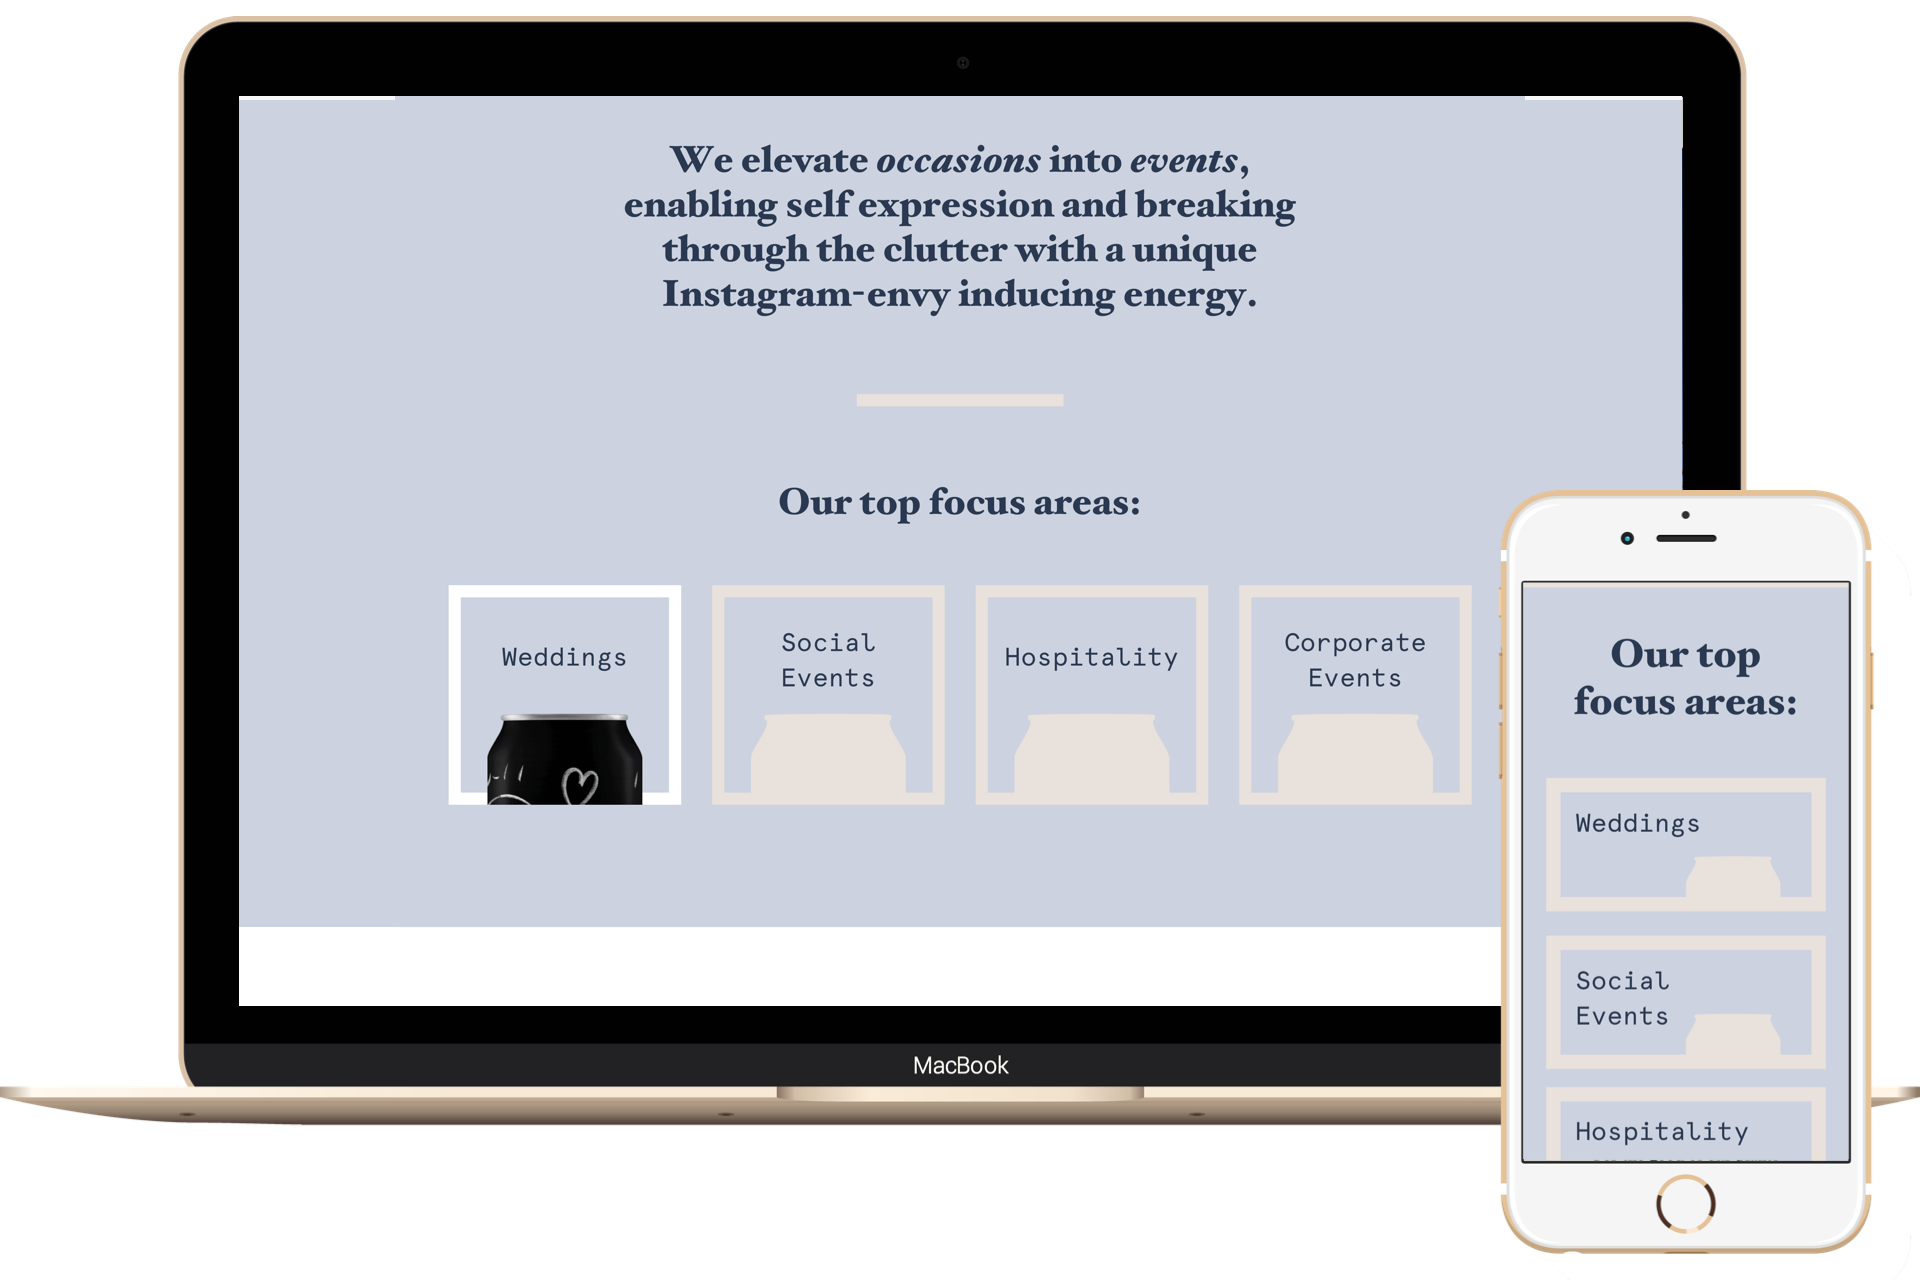 We elevate occasions into events,
enabling self expression and breaking
through the clutter with a unique
Instagram-envy inducing energy.
Our top focus areas:
Weddings
Social
Events
Hospitality
Corporate
Events
MacBook
Our top
focus areas:
Weddings
Social
Events
Hospitality